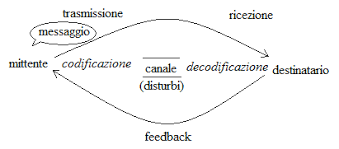 trasmissione ricezione
messaggio
mittente codificazione canale decodificazione destinatario
(disturbi)
feedback